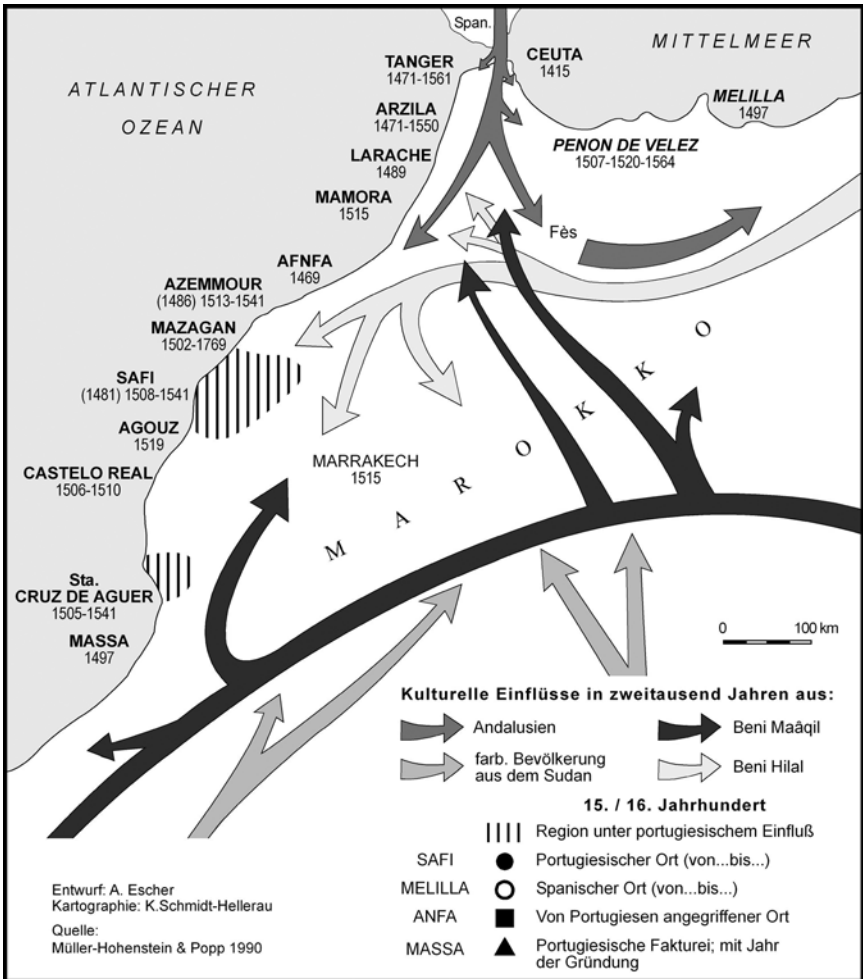 Span.
ATLANTISCHER
OZEAN
MITTELMEER
TANGER
1471-1561
CEUTA
1415
ARZILA
1471-1550
MELILLA
1497
LARACHE
1489
PENON DE VELEZ
1507-1520-1564
MAMORA
1515
Fès
AFNFA
1469
AZEMMOUR
(1486) 1513-1541
MAZAGAN
1502-1769
SAFI
(1481) 1508-1541
AGOUZ
1519
MARRAKECH
1515
CASTELO REAL
1506-1510
MAROKKO
Sta.
CRUZ DE AGUER
1505-1541
MASSA
1497
0 100 km
Kulturelle Einflüsse in zweitausend Jahren aus:
Andalusien
Beni Maâqil
farb. Bevölkerung
aus dem Sudan
Beni Hilal
15. / 16. Jahrhundert
Region unter portugiesischem Einfluß
SAFI Portugiesischer Ort (von...bis...)
MELILLA Spanischer Ort (von...bis...)
ANFA Von Portugiesen angegriffener Ort
MASSA Portugiesische Fakturei; mit Jahr
der Gründung
Entwurf: A. Escher
Kartographie: K.Schmidt-Hellerau
Quelle:
Müller-Hohenstein & Popp 1990